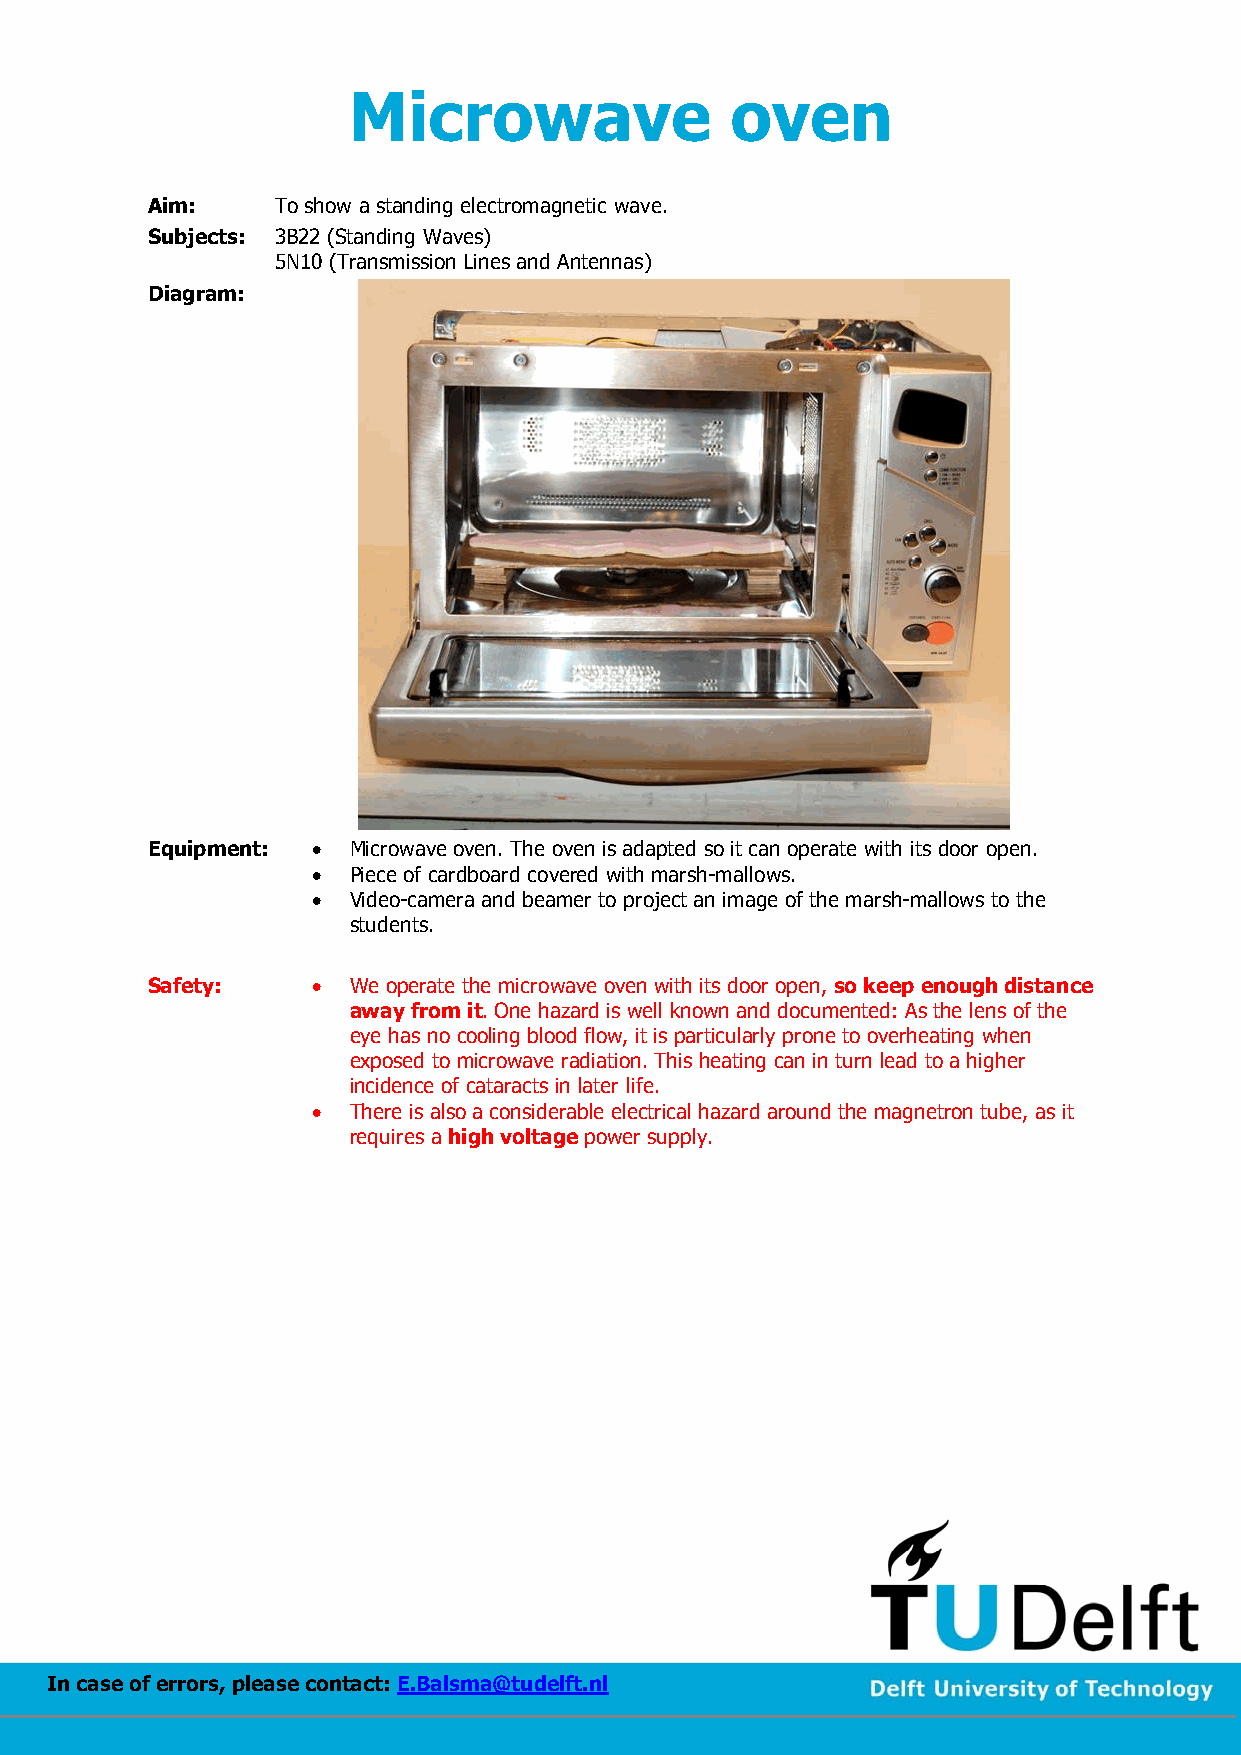 Microwave oven
Aim: To show a standing electromagnetic wave.
Subjects: 3B22 (Standing Waves)
5N10 (Transmission Lines and Antennas)
Diagram:
Equipment: • Microwave oven. The oven is adapted so it can operate with its door open.
• Piece of cardboard covered with marsh-mallows.
• Video-camera and beamer to project an image of the marsh-mallows to the
students.
Safety: • We operate the microwave oven with its door open, so keep enough distance
away from it. One hazard is well known and documented: As the lens of the
eye has no cooling blood flow, it is particularly prone to overheating when
exposed to microwave radiation. This heating can in turn lead to a higher
incidence of cataracts in later life.
• There is also a considerable electrical hazard around the magnetron tube, as it
requires a high voltage power supply.
TUDelft
In case of errors, please contact: E.Balsma@tudelft.nl
Delft University of Technology